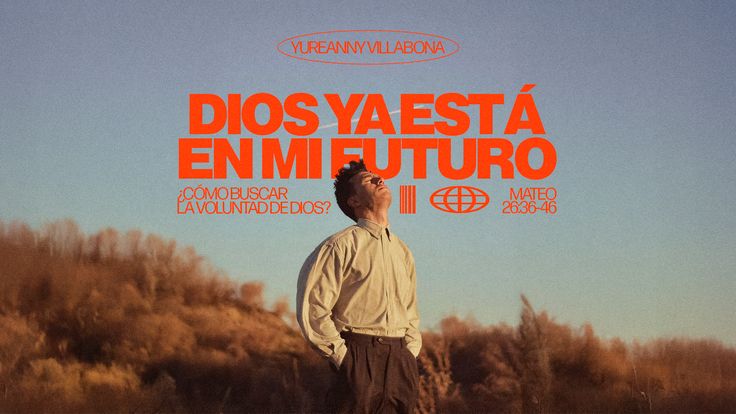 YUREANNY VILLABONA
DIOS YA ESTÁ
EN MI FUTURO
¿CÓMO BUSCAR
LA VOLUNTAD DE DIOS?
MATEO
26:36-46